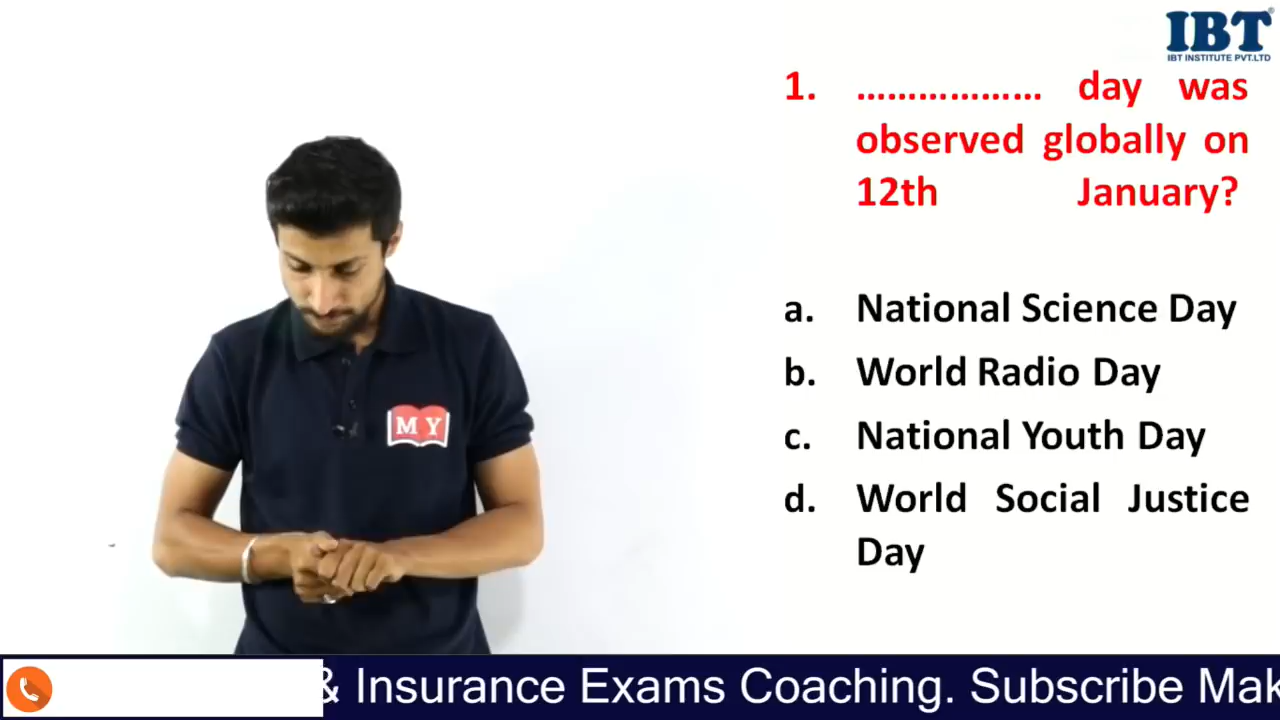 IBT
IBT INSTITUTE PVT.LTD
1. .................. day was
observed globally on
12th January?
a. National Science Day
b. World Radio Day
c. National Youth Day
d. World Social Justice
Day
M Y
& Insurance Exams Coaching. Subscribe Mak